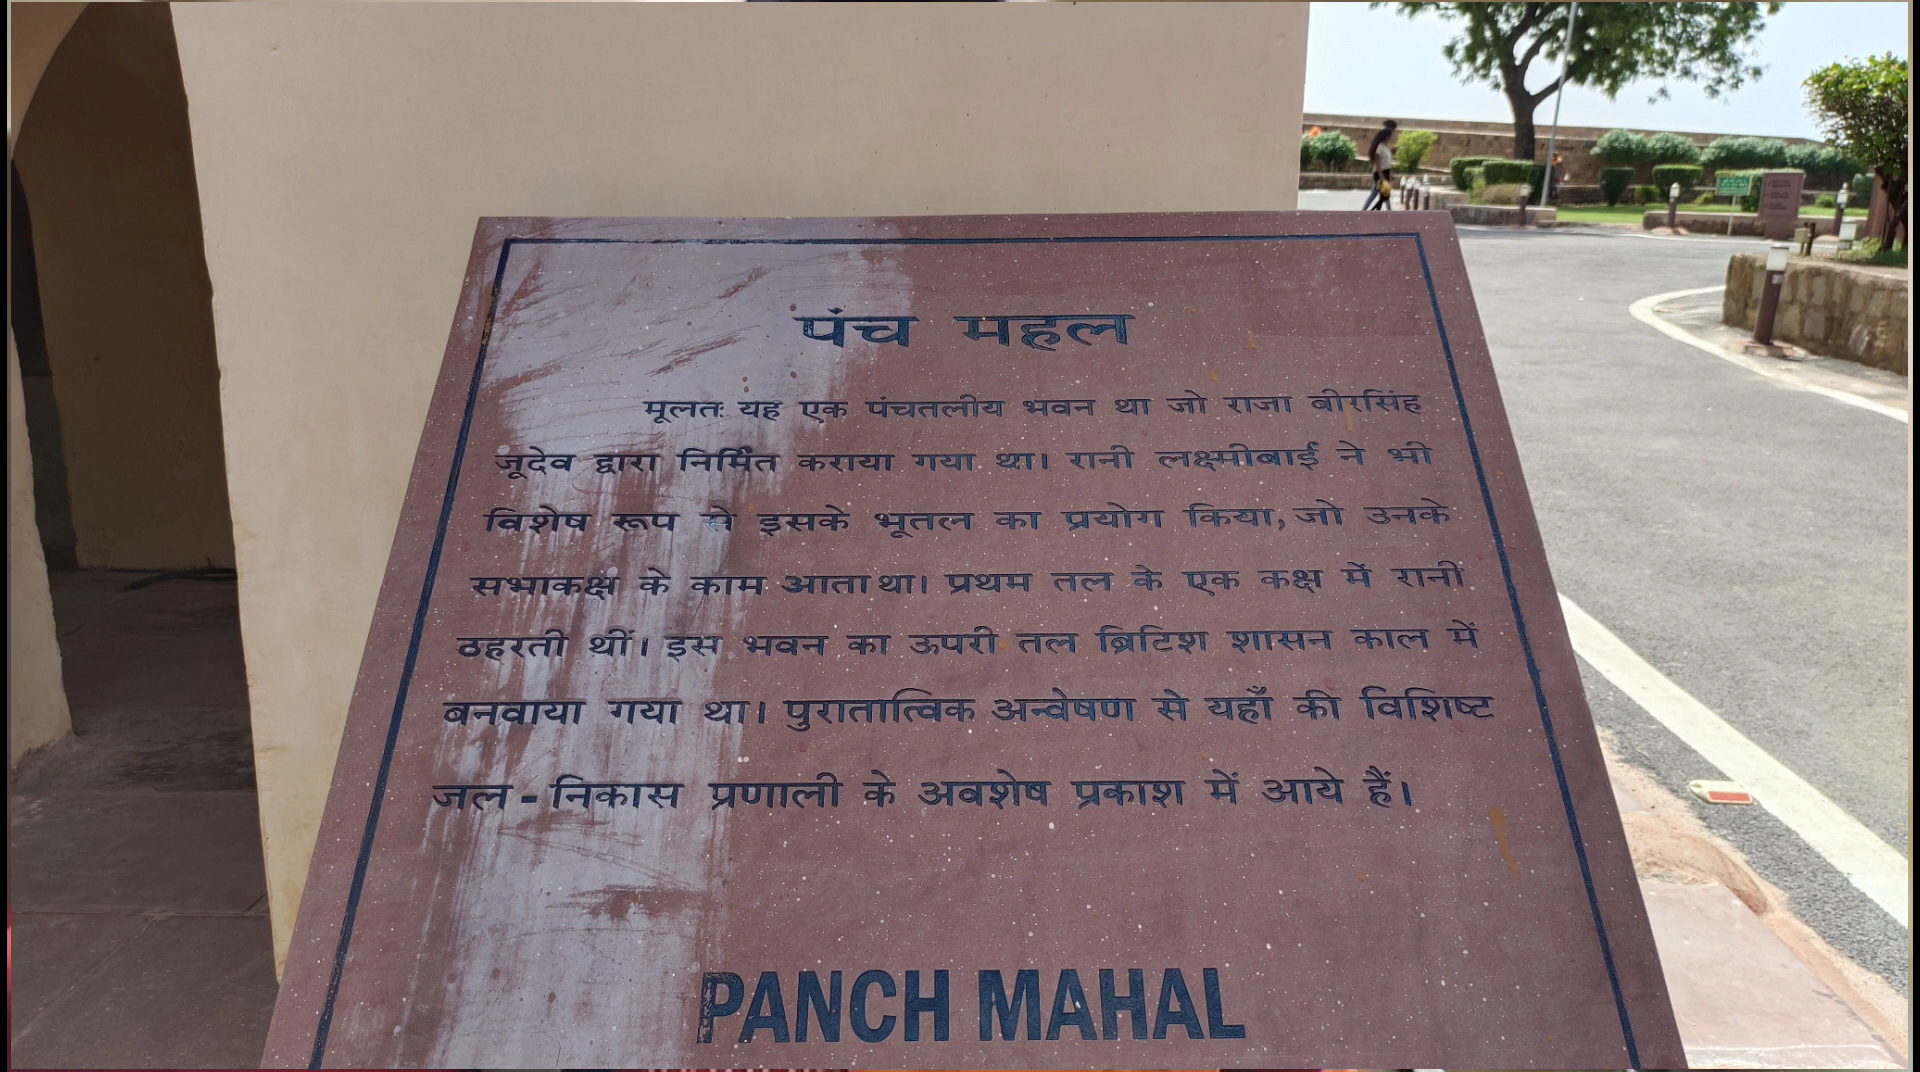 पंच महल
मूलतः यह एक पंचतलीय भवन था जो राजा बीरसिंह
जूदेव द्वारा निर्मित कराया गया था। रानी लक्ष्मीबाई ने भी
विशेष रूप से इसके भूतल का प्रयोग किया, जो उनके
सभाकक्ष के काम आता था। प्रथम तल के एक कक्ष में रानी
ठहरती थीं। इस भवन का ऊपरी तल ब्रिटिश शासन काल में
बनवाया गया था। पुरातात्विक अन्वेषण से यहाँ की विशिष्ट
जल - निकास प्रणाली के अवशेष प्रकाश में आये हैं।
PANCH MAHAL